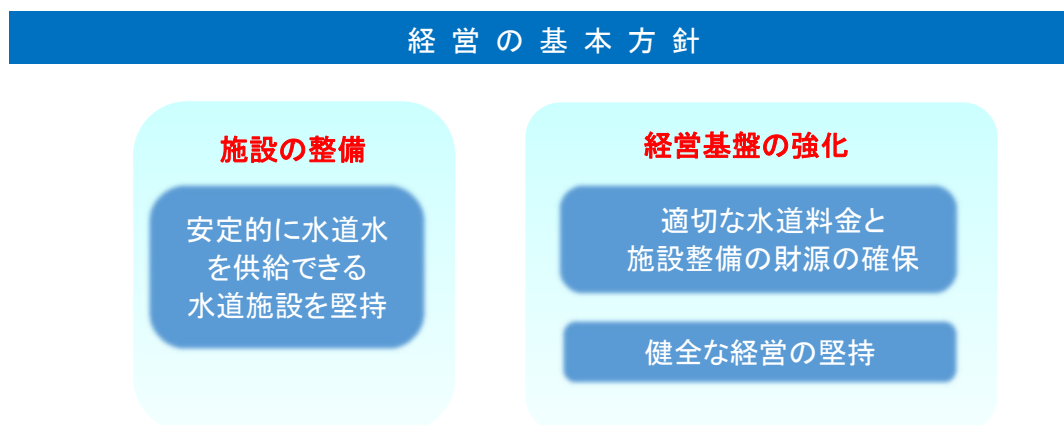 経営の基本方針
施設の整備
安定的に水道水
を供給できる
水道施設を堅持
経営基盤の強化
適切な水道料金と
施設整備の財源の確保
健全な経営の堅持